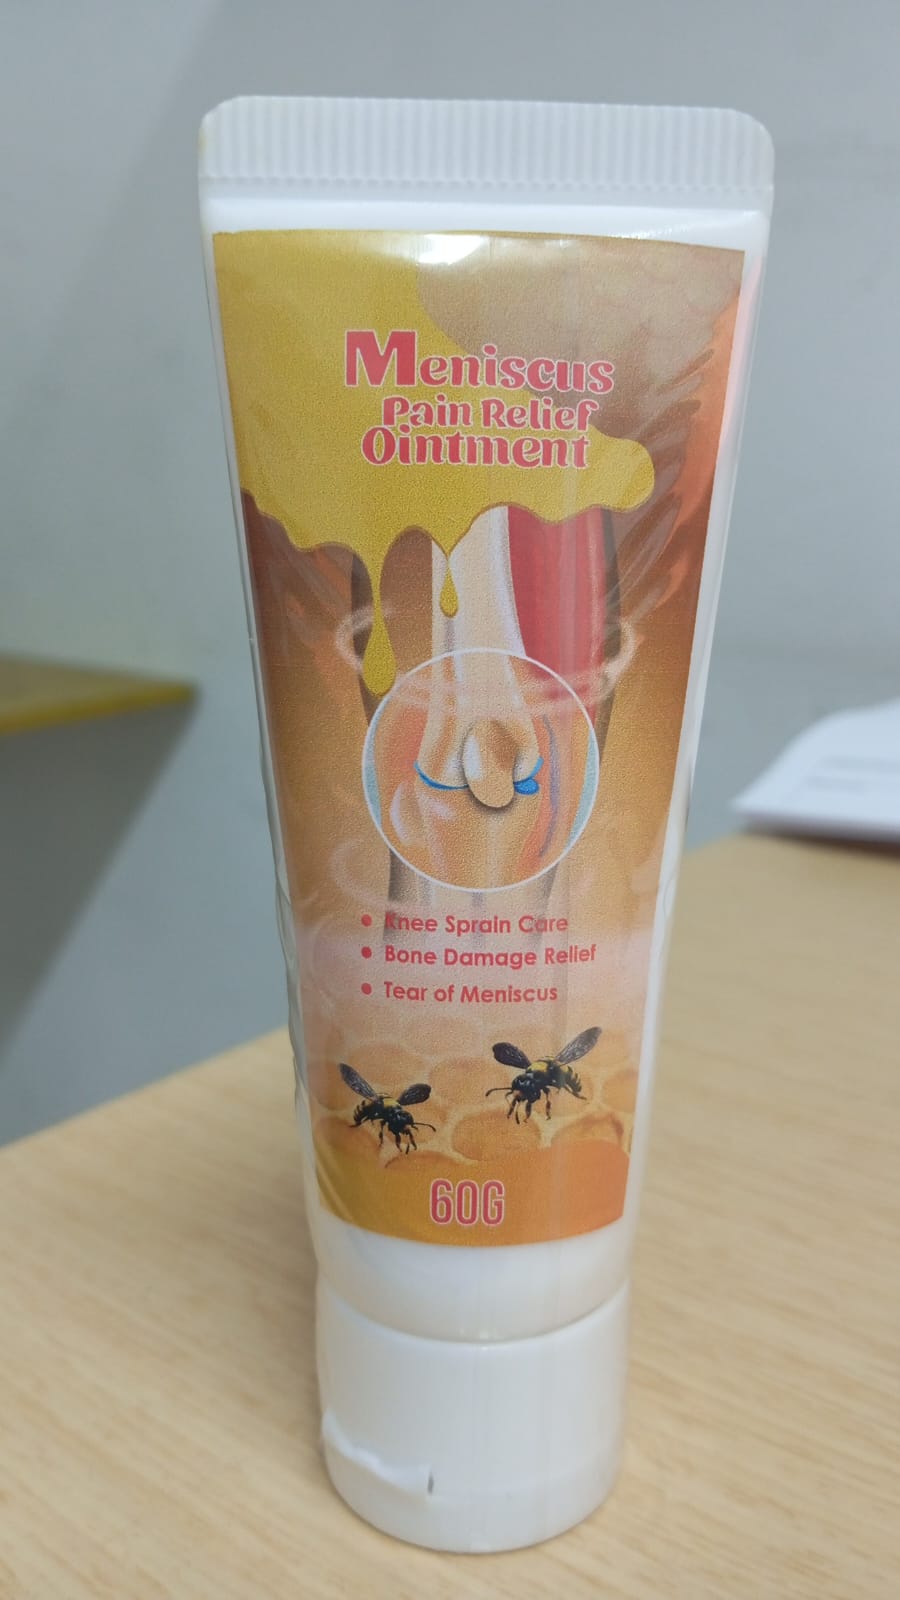 Meniscus
Pain Relief
Ointment
• Knee Sprain Care
• Bone Damage Relief
• Tear of Meniscus
60G